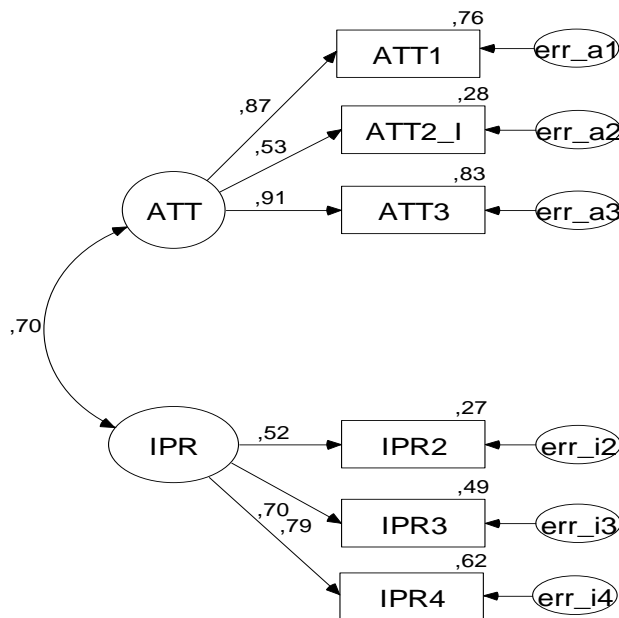 ,76
ATT1
err_a1
,87
,28
ATT2_I
err_a2
,53
,83
ATT
,91
ATT3
err_a3
,70
,27
IPR
,52
IPR2
err_i2
,49
,70
IPR3
err_i3
,79
,62
IPR4
err_i4